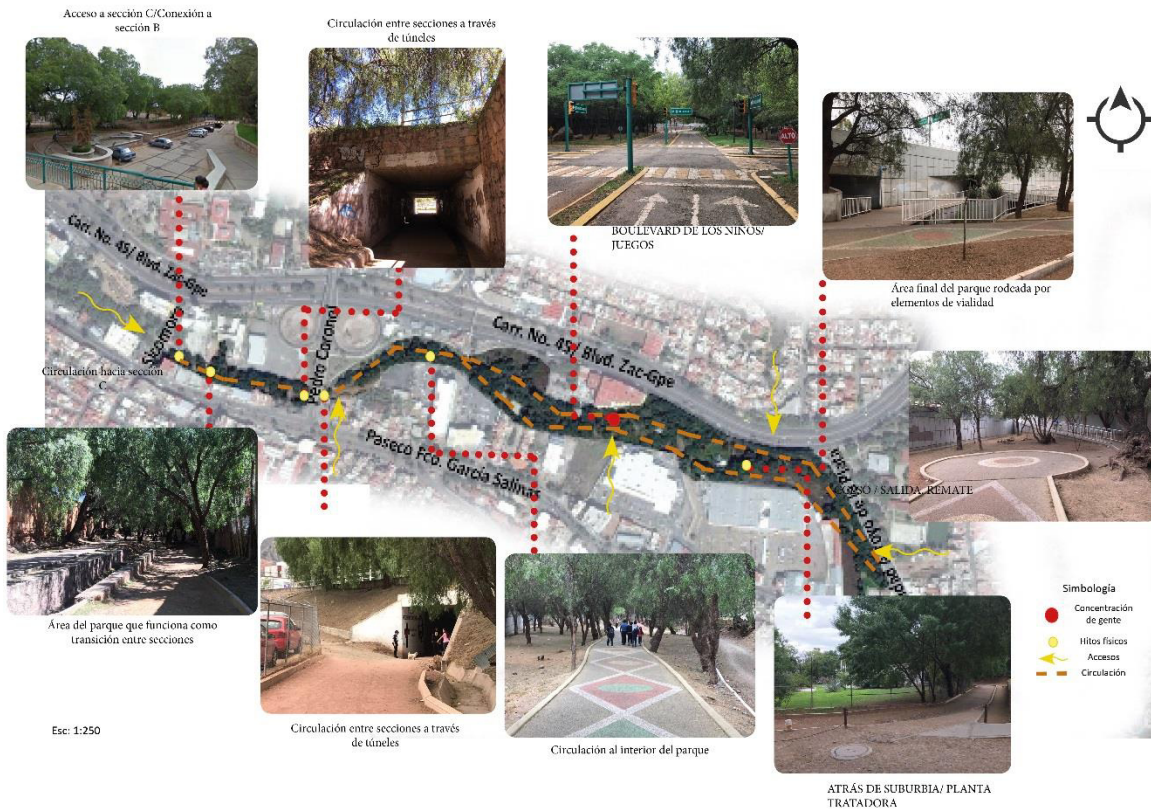 Acceso a sección C/Conexión a
sección B
Circulación entre secciones a través
de túneles
ALTO
BOULEVARD DE LOS NIÑOS/
JUEGOS
Área final del parque rodeada por
elementos de vialidad
Carr. No. 45/ Blvd. Zac-Gpe
Pedro Coronel
Carr. No. 45/ Blvd. Zac-Gpe
Circulación hacia sección
C
Paseco Fco. García Salinas
/ SALIDA, REMATE
Área del parque que funciona como
transición entre secciones
Circulación entre secciones a través
de túneles
Circulación al interior del parque
ATRÁS DE SUBURBIA/ PLANTA
TRATADORA
Simbología
Concentración
de gente
Hitos físicos
Accesos
Circulación
Esc: 1:250